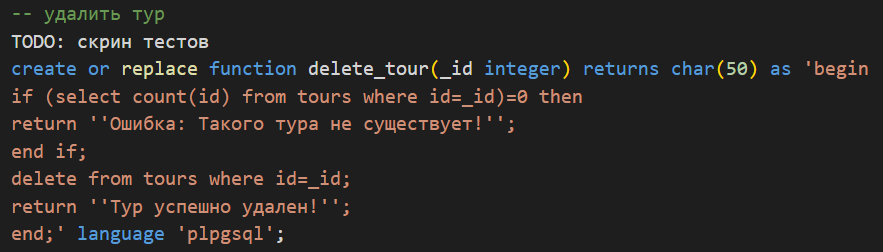 -- удалить тур
TODO: скрин тестов
create or replace function delete_tour(_id integer) returns char(50) as 'begin
if (select count(id) from tours where id=_id)=0 then
return ''Ошибка: Такого тура не существует!'';
end if;
delete from tours where id=_id;
return ''Тур успешно удален!'';
end;' language 'plpgsql';